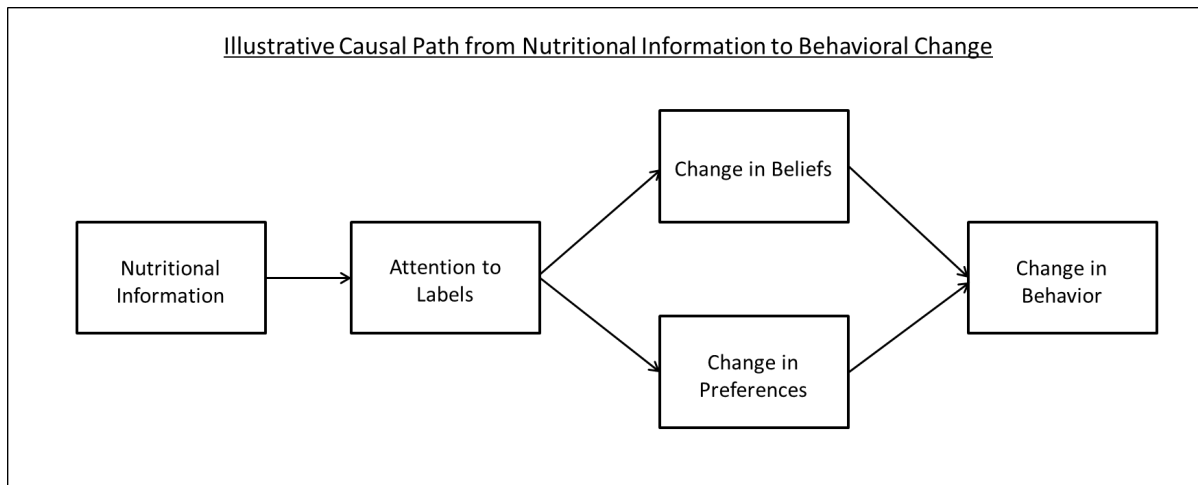 Illustrative Causal Path from Nutritional Information to Behavioral Change
Change in Beliefs
Nutritional
Information
Attention to
Labels
Change in
Behavior
Change in
Preferences